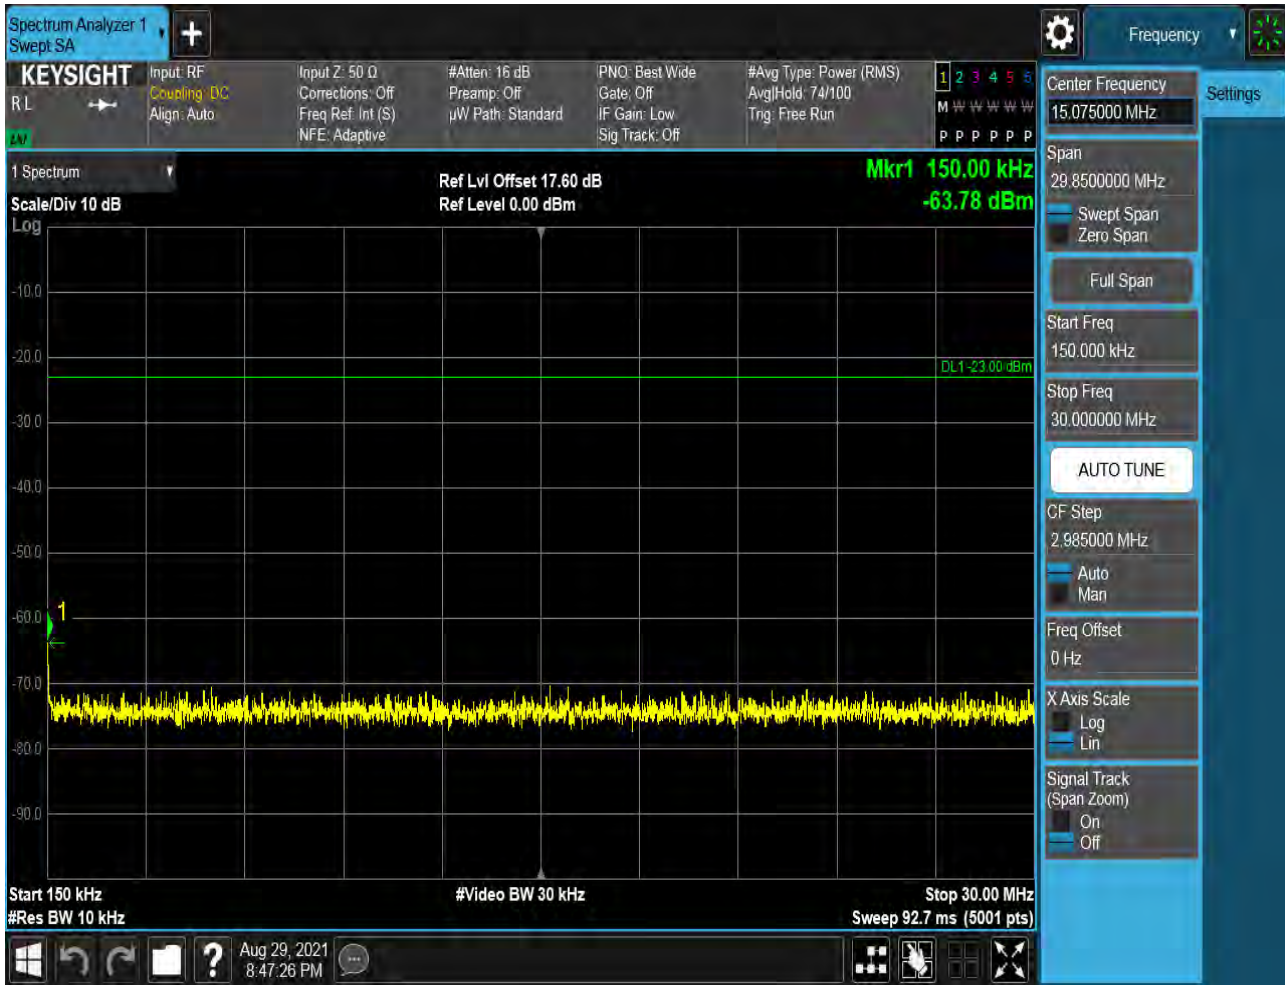 Spectrum Analyzer 1
Swept SA
Frequency
KEYSIGHT
R L
Input: RF
Coupling: DC
Align: Auto
Input Z: 50 Ω
Corrections: Off
Freq Ref: Int (S)
NFE: Adaptive
#Atten: 16 dB
Preamp: Off
µW Path: Standard
PNO: Best Wide
Gate: Off
IF Gain: Low
Sig Track: Off
#Avg Type: Power (RMS)
Avg|Hold: 74/100
Trig: Free Run
1 2 3 4 5 6
M W W W W W
P P P P P P
1 Spectrum
Scale/Div 10 dB
Log
Ref Lvl Offset 17.60 dB
Ref Level 0.00 dBm
Mkr1 150.00 kHz
-63.78 dBm
-10.0
-20.0
DL1 -23.00 dBm
-30.0
-40.0
-50.0
-60.0
1
-70.0
-80.0
-90.0
Start 150 kHz
#Video BW 30 kHz
Stop 30.00 MHz
#Res BW 10 kHz
Sweep 92.7 ms (5001 pts)
Aug 29, 2021
8:47:26 PM
?
Center Frequency
15.075000 MHz
Settings
Span
29.8500000 MHz
Swept Span
Zero Span
Full Span
Start Freq
150.000 kHz
Stop Freq
30.000000 MHz
AUTO TUNE
CF Step
2.985000 MHz
Auto
Man
Freq Offset
0 Hz
X Axis Scale
Log
Lin
Signal Track
(Span Zoom)
On
Off